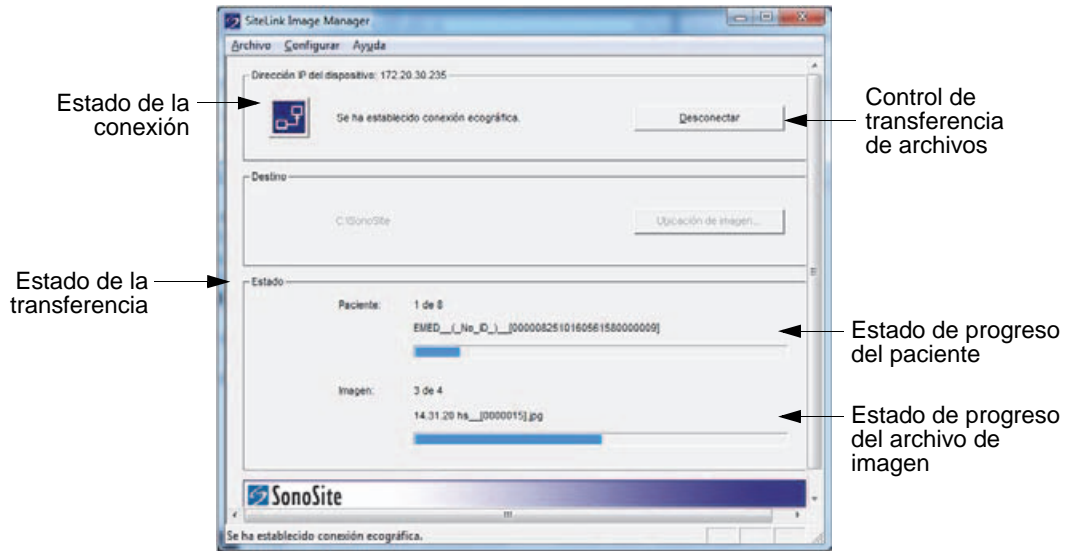 SiteLink Image Manager
Archivo Configurar Ayuda
Dirección IP del dispositivo: 172.20.30.235
Estado de la
conexión
Se ha establecido conexión ecográfica.
Desconectar
Control de
transferencia
de archivos
Destino
C:\SonoSite
Ubicación de imagen...
Estado de la
transferencia
Estado
Paciente: 1 de 8
EMED__(_No_ID_)__[0000082510160561580000009]
Estado de progreso
del paciente
Imagen: 3 de 4
14.31.20 hs__[0000015].jpg
Estado de progreso
del archivo de
imagen
SonoSite
Se ha establecido conexión ecográfica.